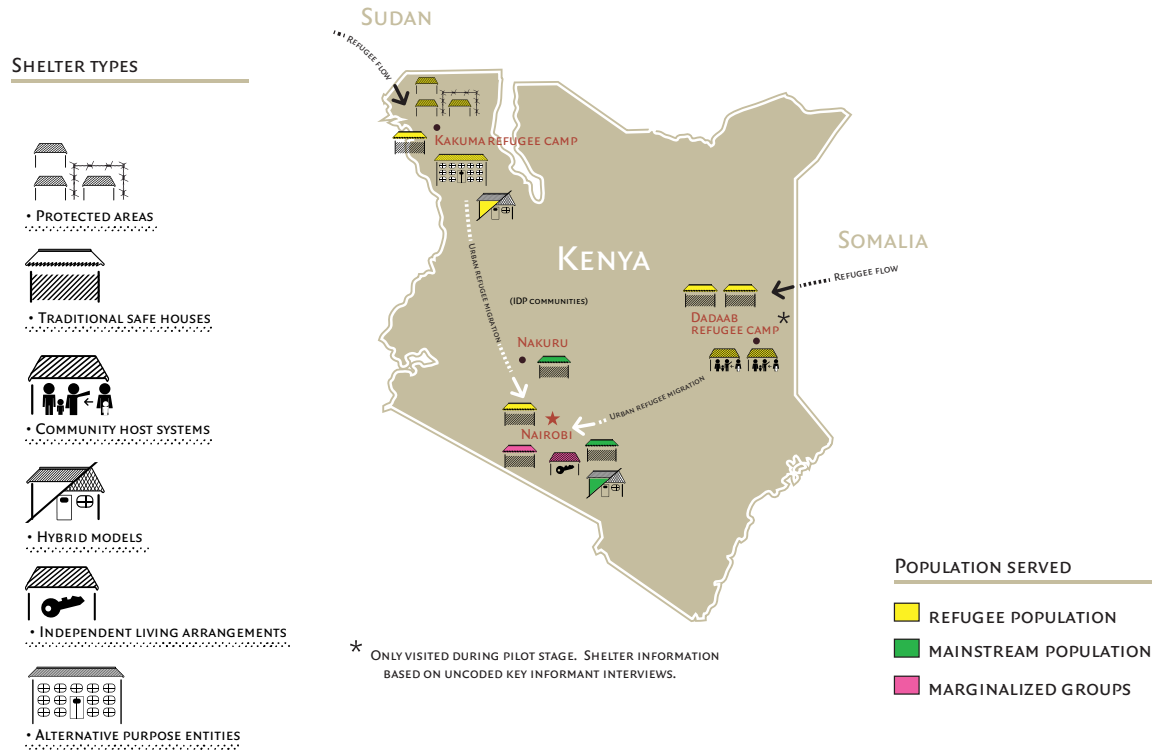 Shelter types
• Protected areas
• Traditional safe houses
• Community host systems
• Hybrid models
• Independent living arrangements
• Alternative purpose entities
Sudan
Refugee flow
Kakuma refugee camp
Urban refugee migration
Kenya
(IDP communities)
Nakuru
Nairobi
Somalia
Refugee flow
Dadaab
refugee camp *
Urban refugee migration
* Only visited during pilot stage. Shelter information
based on uncoded key informant interviews.
Population served
refugee population
mainstream population
marginalized groups